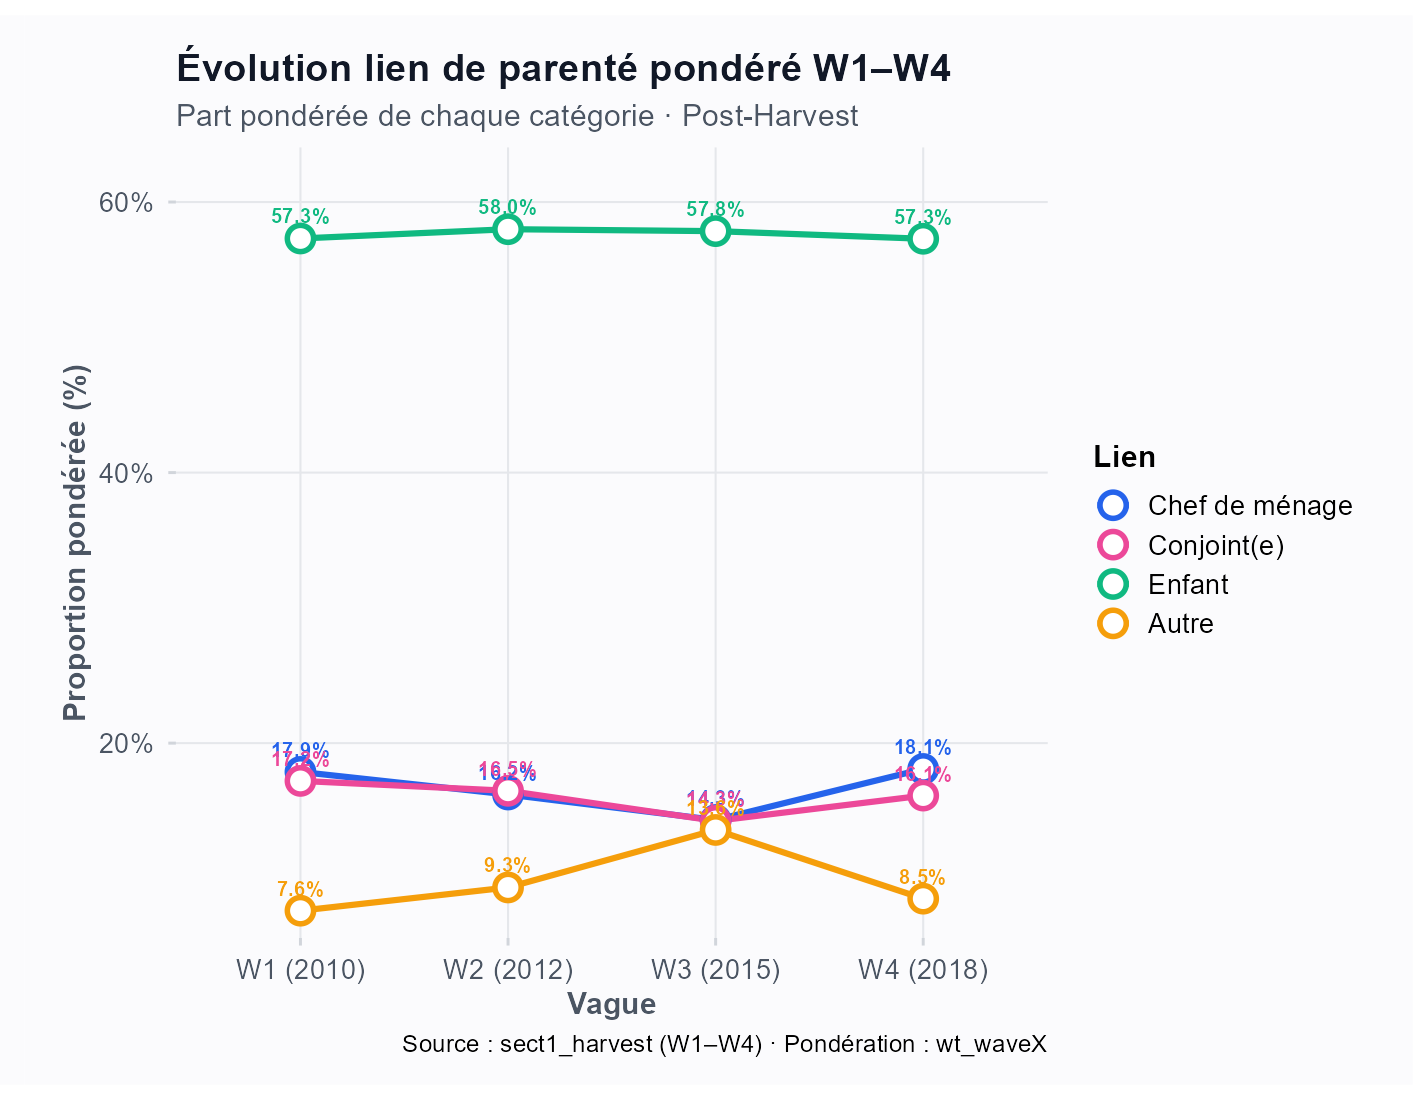 Évolution lien de parenté pondéré W1–W4
Part pondérée de chaque catégorie · Post-Harvest
Proportion pondérée (%)
60%
40%
20%
57.3%
58.0%
57.8%
57.3%
17.9%
16.5%
14.3%
18.1%
16.1%
7.6%
9.3%
8.5%
W1 (2010)
W2 (2012)
W3 (2015)
W4 (2018)
Vague
Lien
Chef de ménage
Conjoint(e)
Enfant
Autre
Source : sect1_harvest (W1–W4) · Pondération : wt_waveX